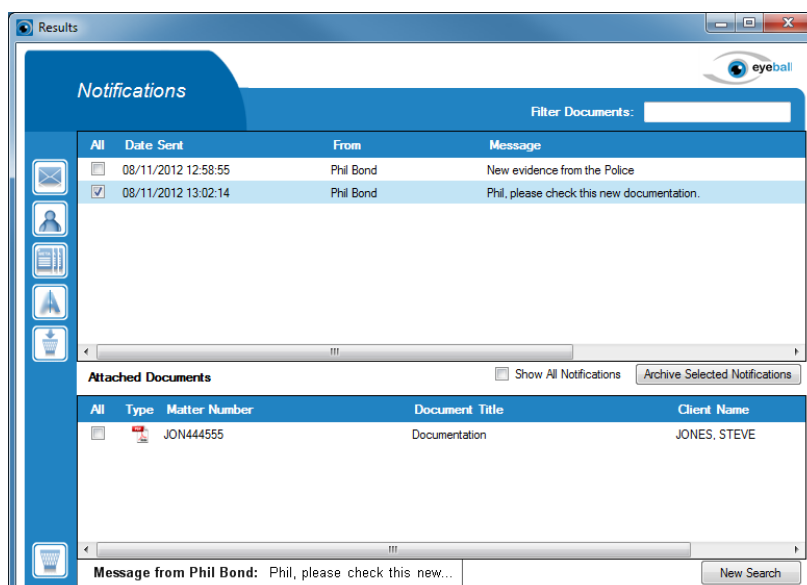 Results
eyeball
Notifications
Filter Documents:
All Date Sent From Message
08/11/2012 12:58:55 Phil Bond New evidence from the Police
08/11/2012 13:02:14 Phil Bond Phil, please check this new documentation.
Attached Documents Show All Notifications Archive Selected Notifications
All Type Matter Number Document Title Client Name
JON444555 Documentation JONES, STEVE
Message from Phil Bond: Phil, please check this new... New Search